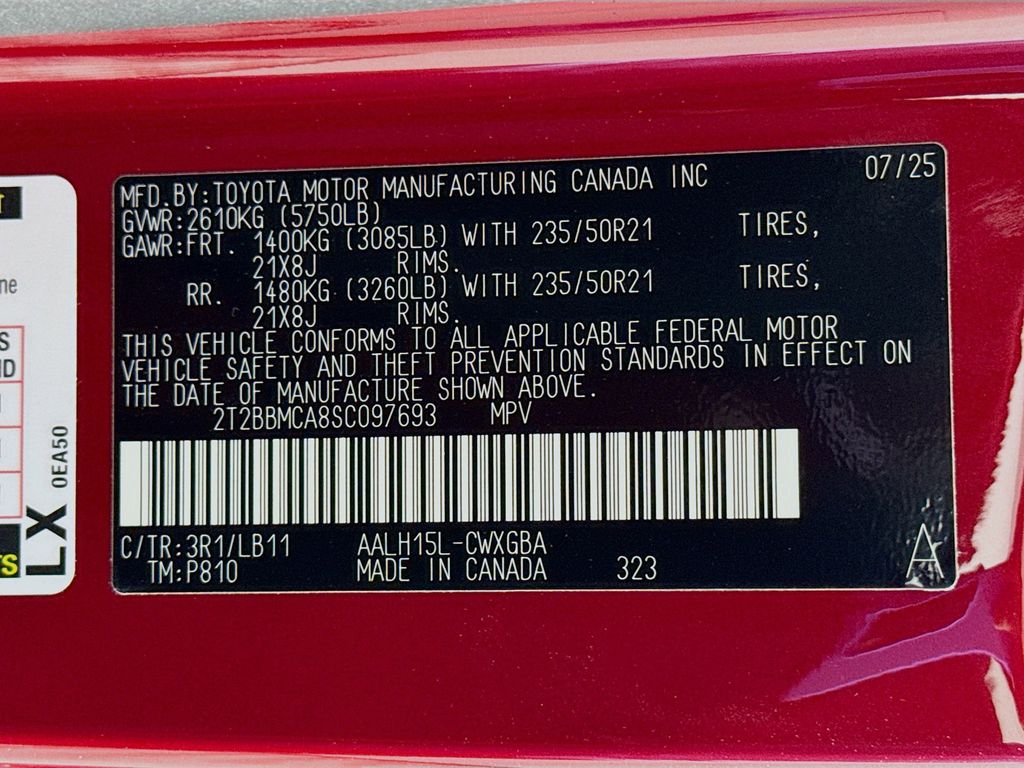 MFD.BY:TOYOTA MOTOR MANUFACTURING CANADA INC 07/25
GVWR:2610KG (5750LB)
GAWR:FRT. 1400KG (3085LB) WITH 235/50R21 TIRES,
21X8J RIMS.
RR. 1480KG (3260LB) WITH 235/50R21 TIRES,
21X8J RIMS.
THIS VEHICLE CONFORMS TO ALL APPLICABLE FEDERAL MOTOR
VEHICLE SAFETY AND THEFT PREVENTION STANDARDS IN EFFECT ON
THE DATE OF MANUFACTURE SHOWN ABOVE.
2T2BBMCA8SC097693 MPV
C/TR:3R1/LB11 AALH15L-CWXGBA
TM:P810 MADE IN CANADA 323
A
LX 0EA50